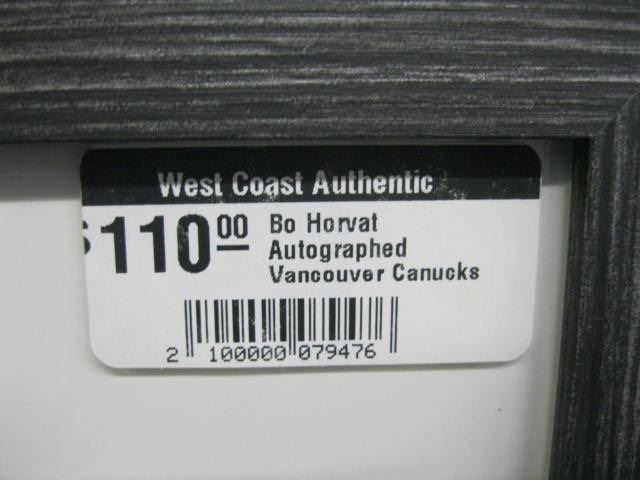 West Coast Authentic
$110.00
Bo Horvat
Autographed
Vancouver Canucks
2 100000 079476